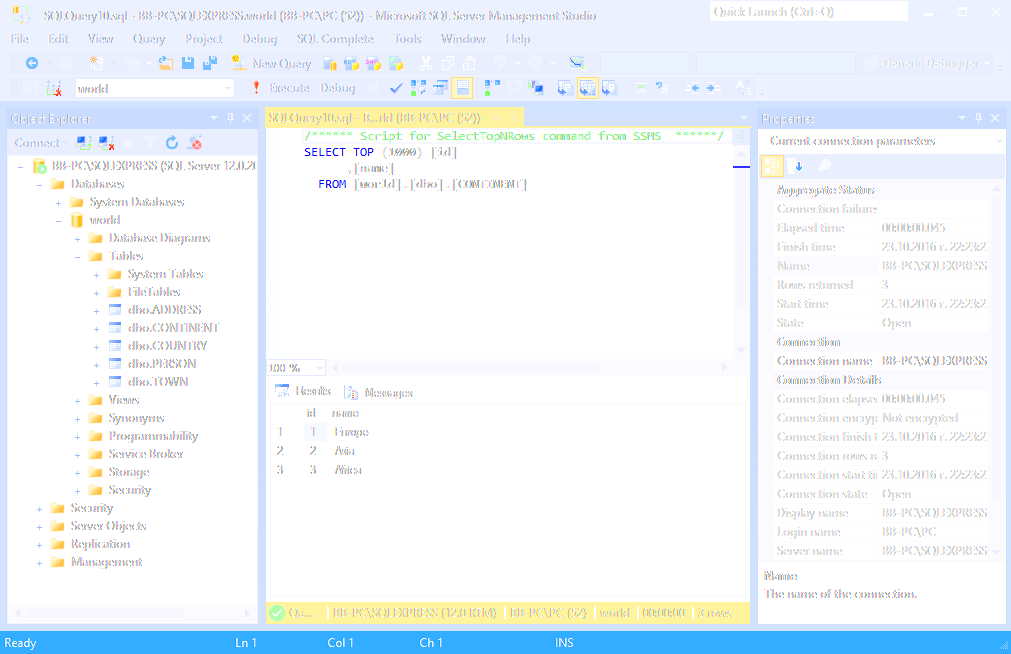 SQLQuery10.sql - BB-PC\SQLEXPRESS.world (BB-PC\PC (52)) - Microsoft SQL Server Management Studio
Quick Launch (Ctrl+Q)
File Edit View Query Project Debug SQL Complete Tools Window Help
New Query
Generic Debugger
world
Execute Debug
Object Explorer
Connect
BB-PC\SQLEXPRESS (SQL Server 12.0.20
Databases
System Databases
world
Database Diagrams
Tables
System Tables
FileTables
dbo.ADDRESS
dbo.CONTINENT
dbo.COUNTRY
dbo.PERSON
dbo.TOWN
Views
Synonyms
Programmability
Service Broker
Storage
Security
Security
Server Objects
Replication
Management
SQLQuery10.sql - B...rld (BB-PC\PC (52))
/****** Script for SelectTopNRows command from SSMS ******/
SELECT TOP (1000) [id]
,[name]
FROM [world].[dbo].[CONTINENT]
100 %
Results Messages
id name
1 1 Europe
2 2 Asia
3 3 Africa
Qu... BB-PC\SQLEXPRESS (12.0 RTM) BB-PC\PC (52) world 00:00:00 3 rows
Properties
Current connection parameters
Aggregate Status
Connection failure
Elapsed time 00:00:00.045
Finish time 23.10.2016 г. 22:23:2
Name BB-PC\SQLEXPRESS
Rows returned 3
Start time 23.10.2016 г. 22:23:2
State Open
Connection
Connection name BB-PC\SQLEXPRESS
Connection Details
Connection elapse 00:00:00.045
Connection encryp Not encrypted
Connection finish t 23.10.2016 г. 22:23:2
Connection rows r 3
Connection start ti 23.10.2016 г. 22:23:2
Connection state Open
Display name BB-PC\SQLEXPRESS
Login name BB-PC\PC
Server name BB-PC\SQLEXPRESS
Name
The name of the connection.
Ready Ln 1 Col 1 Ch 1 INS